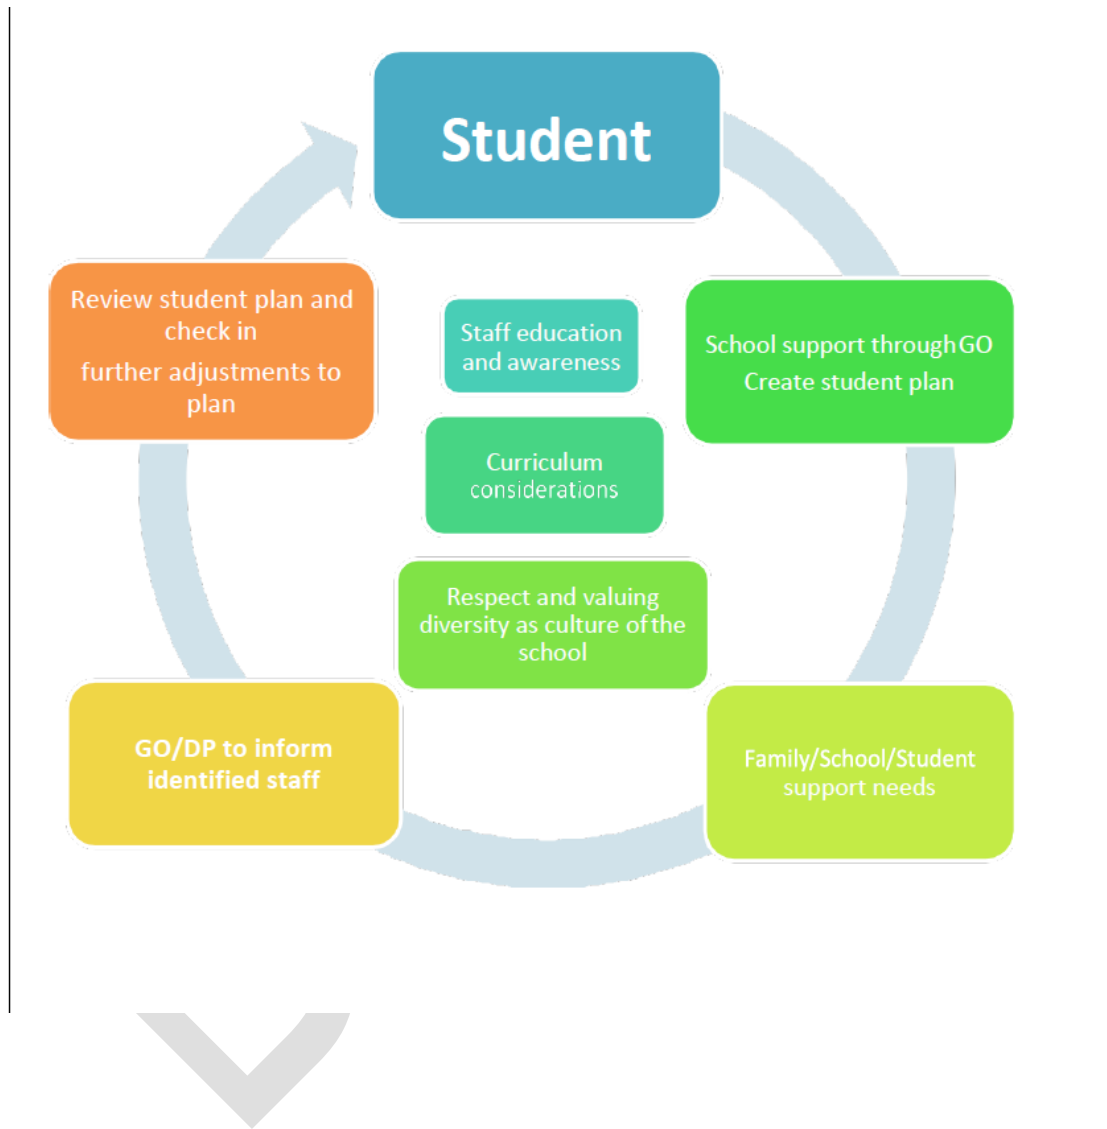 Student
School support through GO
Create student plan
Family/School/Student
support needs
GO/DP to inform
identified staff
Review student plan and
check in
further adjustments to
plan
Staff education
and awareness
Curriculum
considerations
Respect and valuing
diversity as culture of the
school